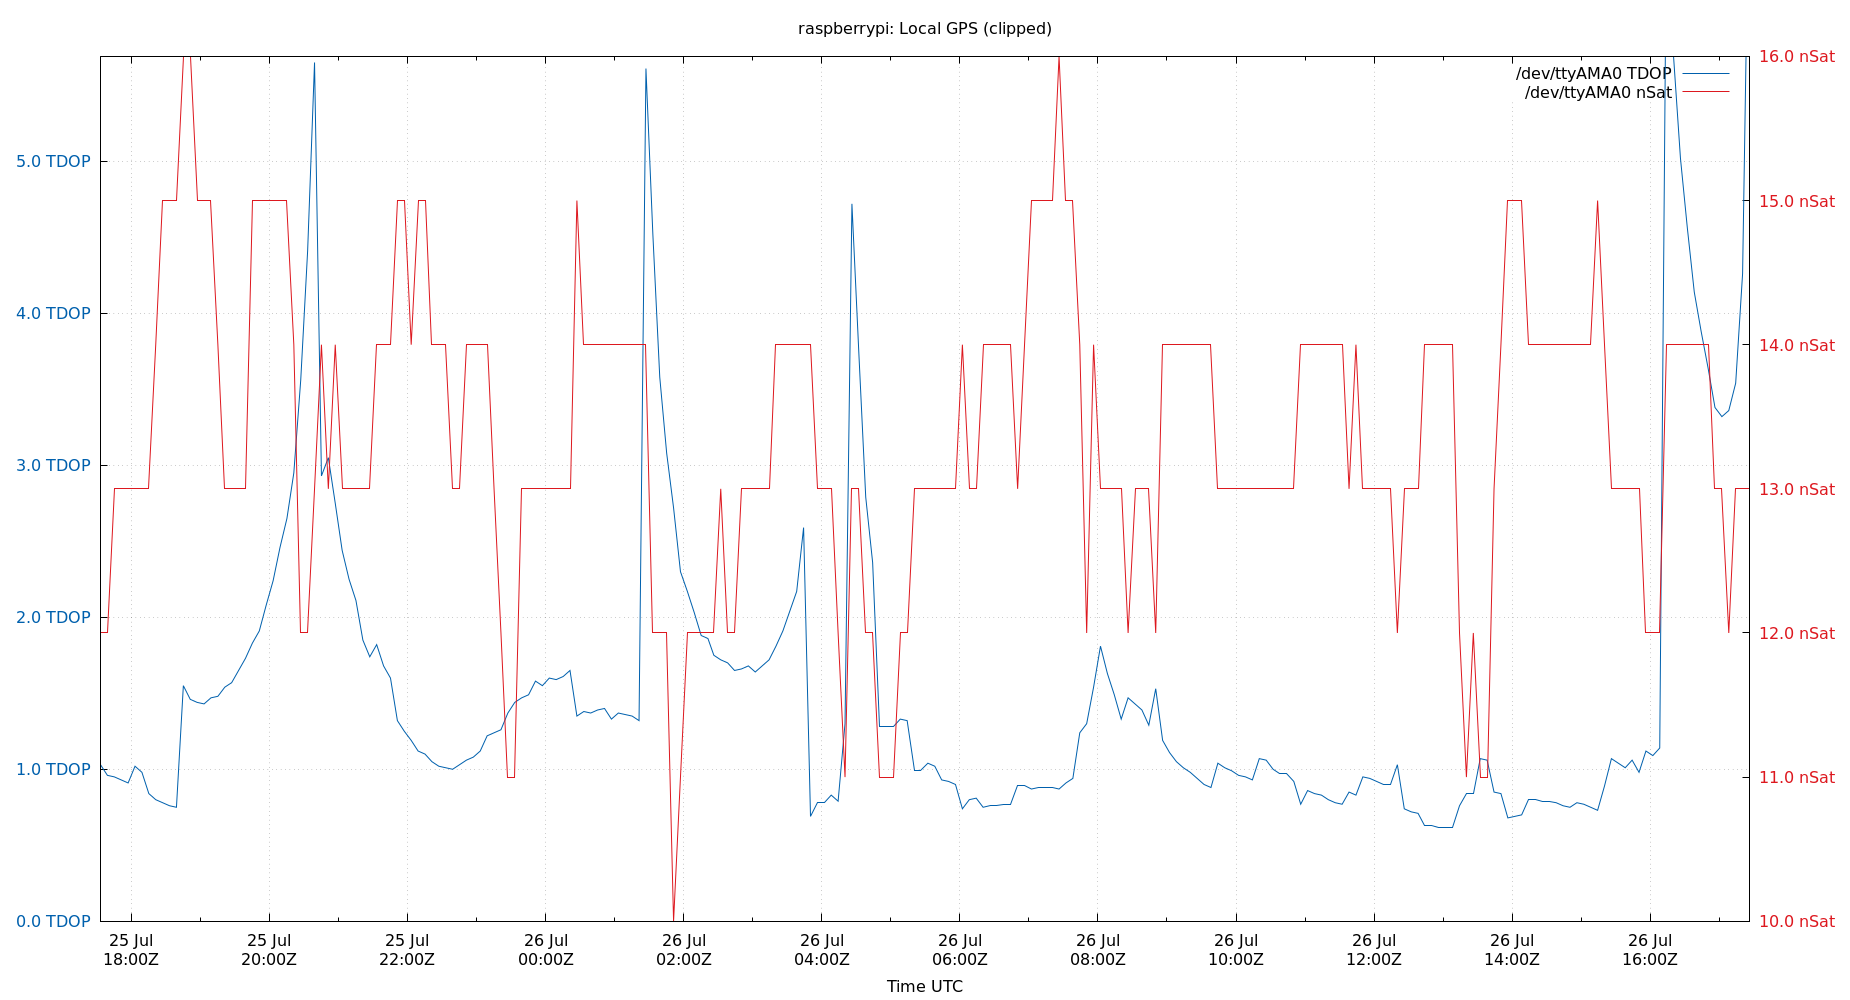 raspberrypi: Local GPS (clipped)
/dev/ttyAMA0 TDOP
/dev/ttyAMA0 nSat
5.0 TDOP
4.0 TDOP
3.0 TDOP
2.0 TDOP
1.0 TDOP
0.0 TDOP
16.0 nSat
15.0 nSat
14.0 nSat
13.0 nSat
12.0 nSat
11.0 nSat
10.0 nSat
25 Jul
18:00Z
25 Jul
20:00Z
25 Jul
22:00Z
26 Jul
00:00Z
26 Jul
02:00Z
26 Jul
04:00Z
26 Jul
06:00Z
26 Jul
08:00Z
26 Jul
10:00Z
26 Jul
12:00Z
26 Jul
14:00Z
26 Jul
16:00Z
Time UTC